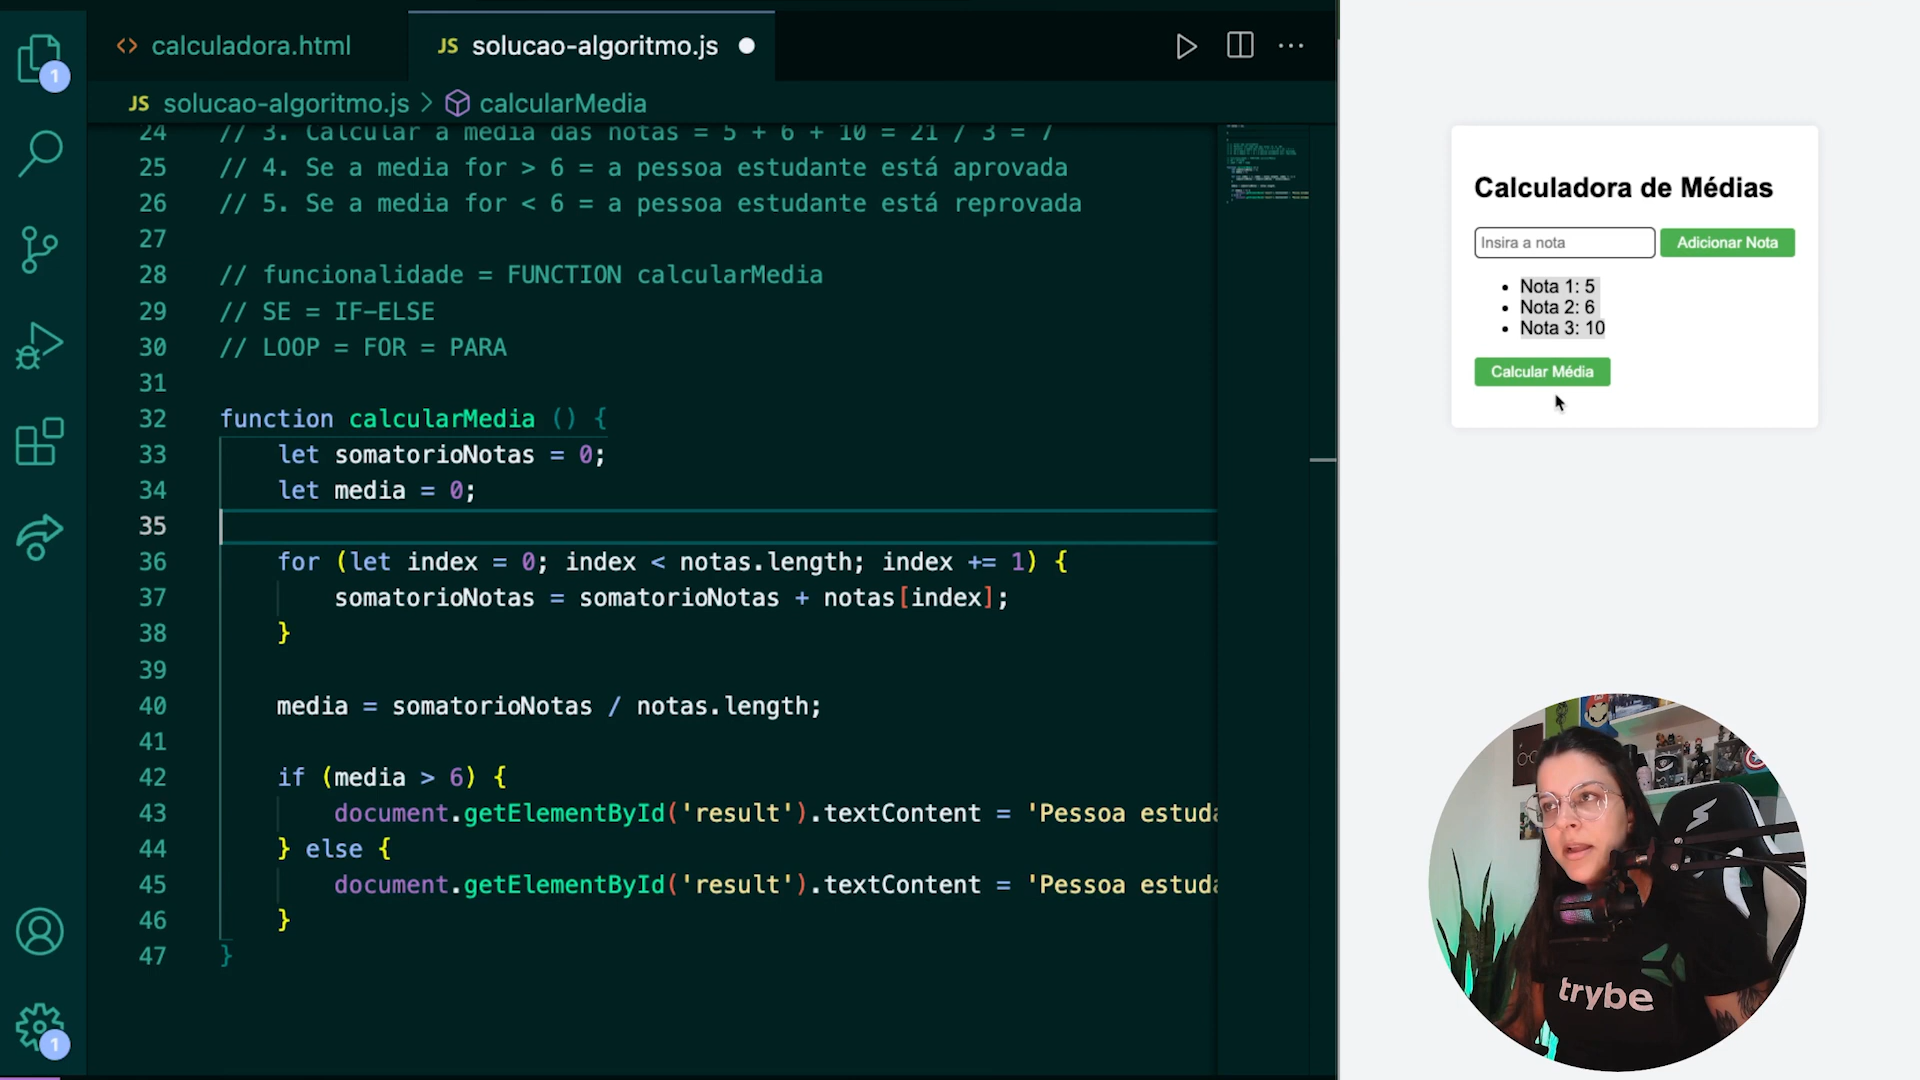 calculadora.html
JS solucao-algoritmo.js
JS solucao-algoritmo.js > calcularMedia
24 // 3. Calcular a media das notas = 5 + 6 + 10 = 21 / 3 = 7
25 // 4. Se a media for > 6 = a pessoa estudante está aprovada
26 // 5. Se a media for < 6 = a pessoa estudante está reprovada
27
28 // funcionalidade = FUNCTION calcularMedia
29 // SE = IF-ELSE
30 // LOOP = FOR = PARA
31
32 function calcularMedia () {
33 let somatorioNotas = 0;
34 let media = 0;
35
36 for (let index = 0; index < notas.length; index += 1) {
37 somatorioNotas = somatorioNotas + notas[index];
38 }
39
40 media = somatorioNotas / notas.length;
41
42 if (media > 6) {
43 document.getElementById('result').textContent = 'Pessoa estuda
44 } else {
45 document.getElementById('result').textContent = 'Pessoa estuda
46 }
47 }
1
1
Calculadora de Médias
Insira a nota
Adicionar Nota
Nota 1: 5
Nota 2: 6
Nota 3: 10
Calcular Média
trybe